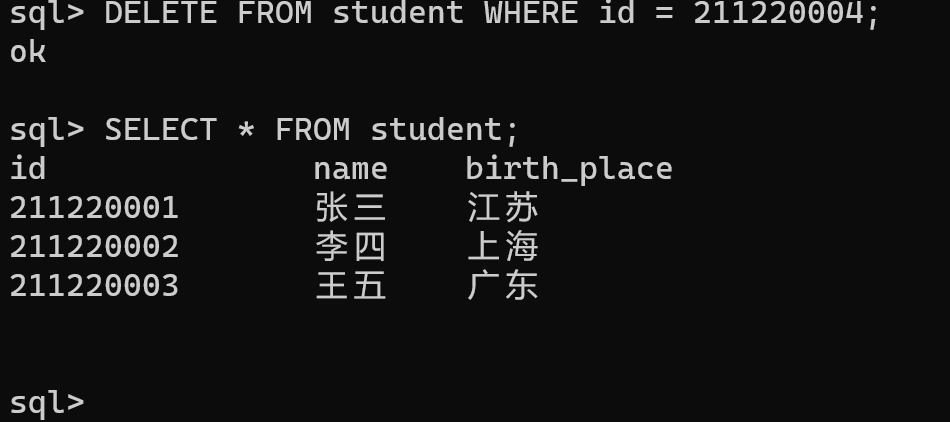 sql> DELETE FROM student WHERE id = 211220004;
ok
sql> SELECT * FROM student;
id name birth_place
211220001 张三 江苏
211220002 李四 上海
211220003 王五 广东
sql>